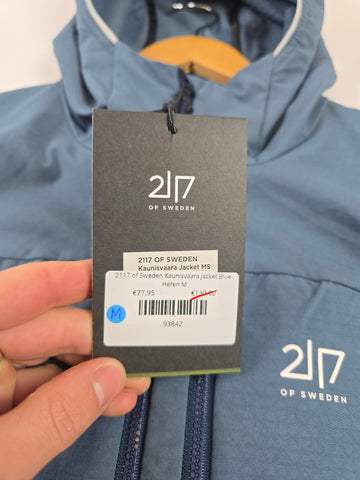 2117
OF SWEDEN
2117 OF SWEDEN
Kaunisvaara Jacket MS
2117 of Sweden Kaunisvaara Jacket Blue
Heren M
€77.95
93842
M
2117
OF SWEDEN